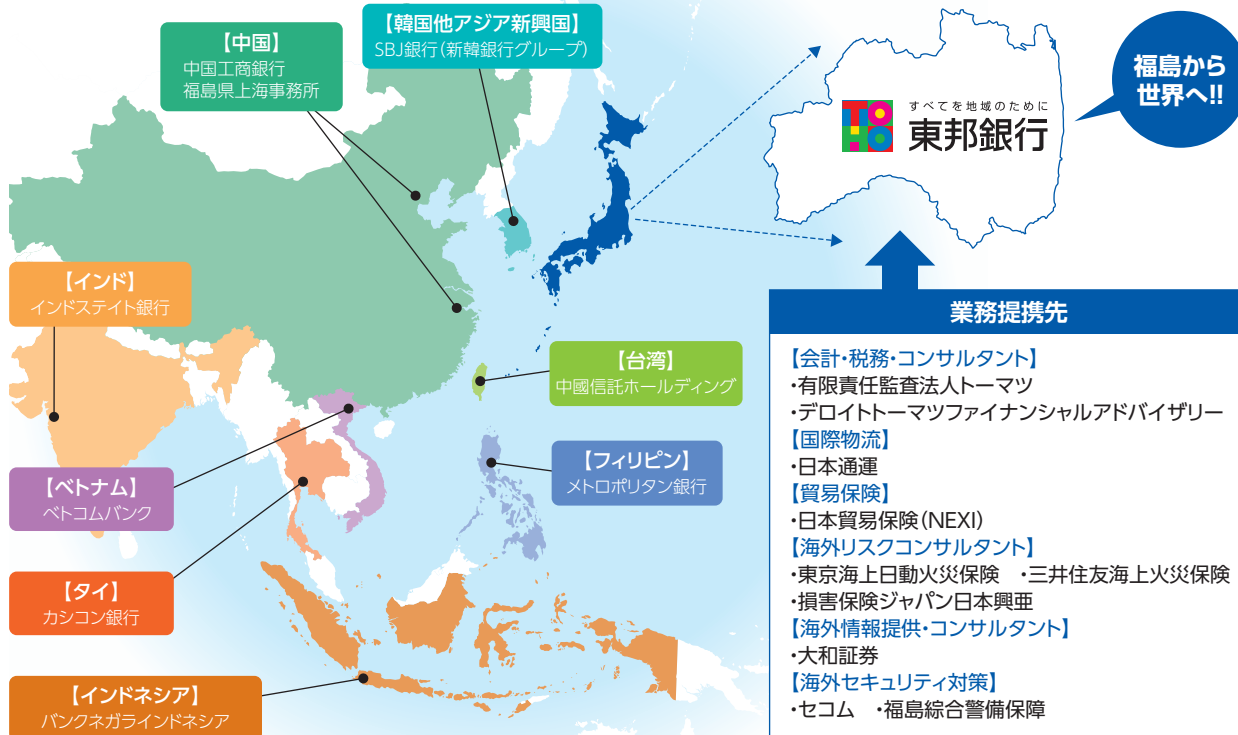 【韓国他アジア新興国】
SBJ銀行(新韓銀行グループ)
【中国】
中国工商銀行
福島県上海事務所
福島から
世界へ!!
すべてを地域のために
TOHO
東邦銀行
【インド】
インドステイト銀行
【台湾】
中國信託ホールディング
【フィリピン】
メトロポリタン銀行
【ベトナム】
ベトコムバンク
【タイ】
カシコン銀行
【インドネシア】
バンクネガラインドネシア
業務提携先
【会計・税務・コンサルタント】
・有限責任監査法人トーマツ
・デロイトトーマツファイナンシャルアドバイザリー
【国際物流】
・日本通運
【貿易保険】
・日本貿易保険(NEXI)
【海外リスクコンサルタント】
・東京海上日動火災保険　・三井住友海上火災保険
・損害保険ジャパン日本興亜
【海外情報提供・コンサルタント】
・大和証券
【海外セキュリティ対策】
・セコム　・福島綜合警備保障